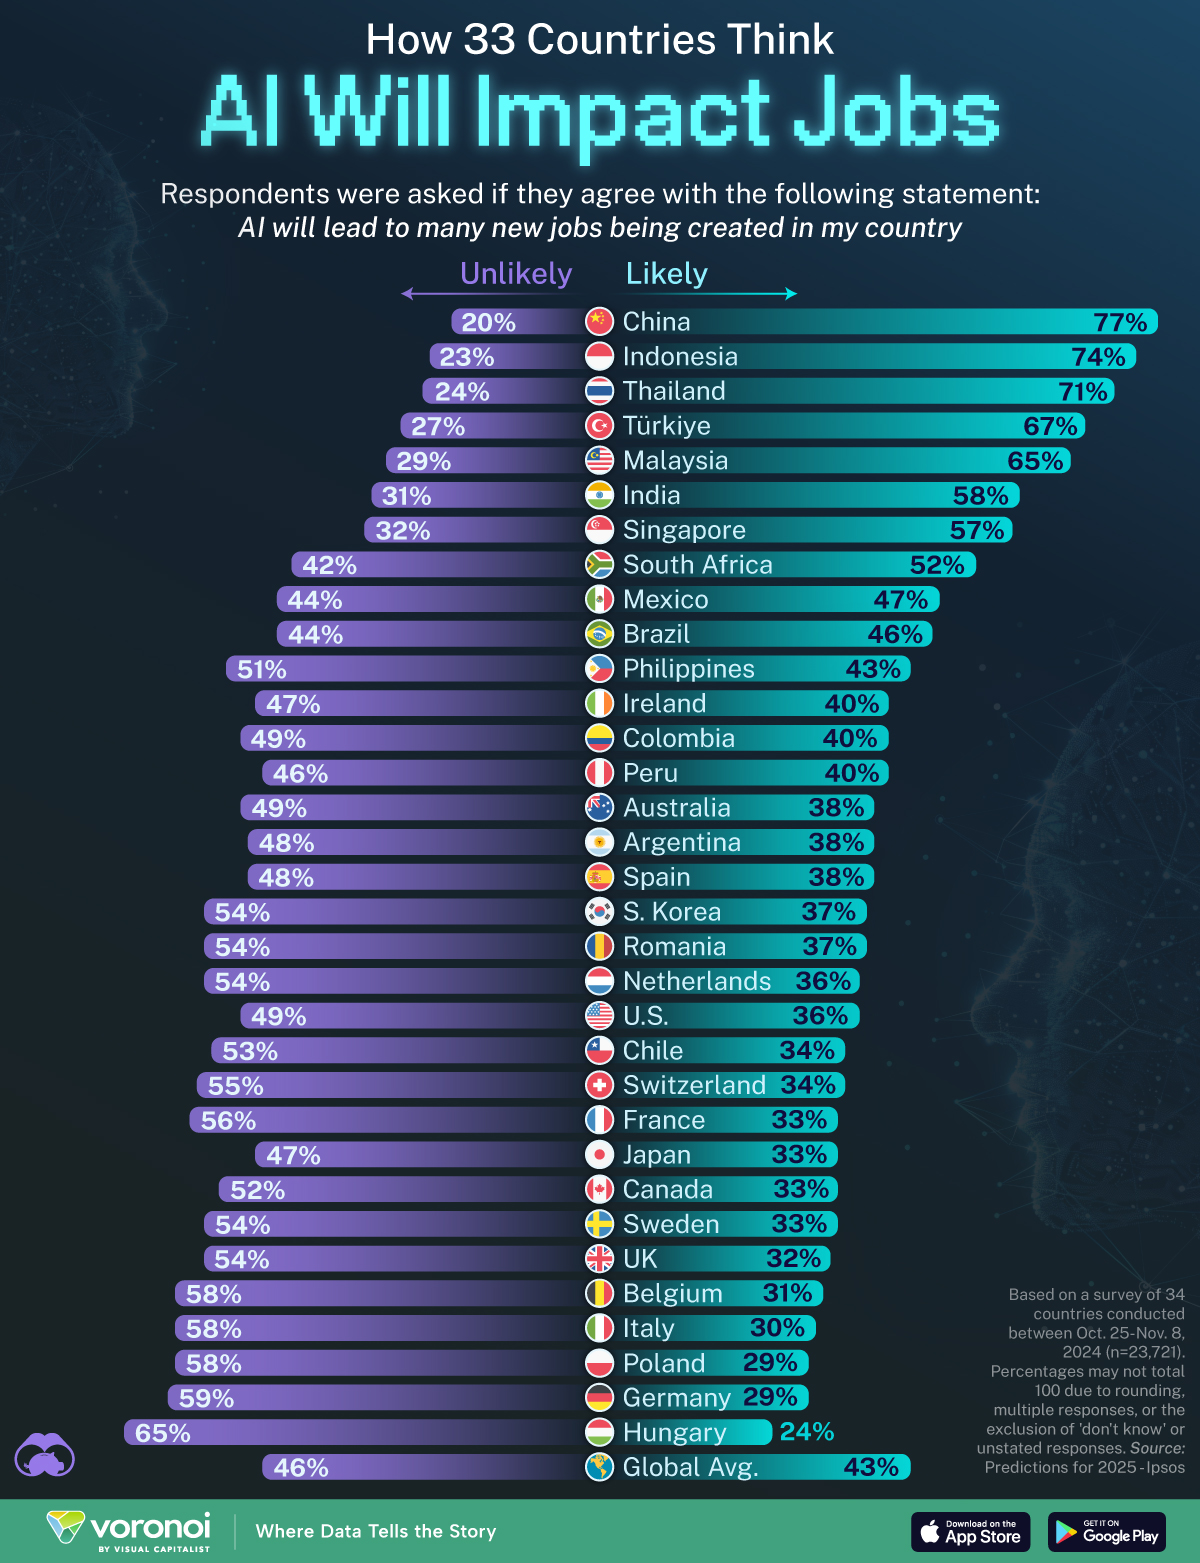 How 33 Countries Think
AI Will Impact Jobs
Respondents were asked if they agree with the following statement:
AI will lead to many new jobs being created in my country
Unlikely Likely
20% China 77%
23% Indonesia 74%
24% Thailand 71%
27% Türkiye 67%
29% Malaysia 65%
31% India 58%
32% Singapore 57%
42% South Africa 52%
44% Mexico 47%
44% Brazil 46%
51% Philippines 43%
47% Ireland 40%
49% Colombia 40%
46% Peru 40%
49% Australia 38%
48% Argentina 38%
48% Spain 38%
54% S. Korea 37%
54% Romania 37%
54% Netherlands 36%
49% U.S. 36%
53% Chile 34%
55% Switzerland 34%
56% France 33%
47% Japan 33%
52% Canada 33%
54% Sweden 33%
54% UK 32%
58% Belgium 31%
58% Italy 30%
58% Poland 29%
59% Germany 29%
65% Hungary 24%
46% Global Avg. 43%
Based on a survey of 34
countries conducted
between Oct. 25-Nov. 8,
2024 (n=23,721).
Percentages may not total
100 due to rounding,
multiple responses, or the
exclusion of 'don't know' or
unstated responses. Source:
Predictions for 2025 - Ipsos
voronoi
BY VISUAL CAPITALIST
Where Data Tells the Story
Download on the
App Store
GET IT ON
Google Play